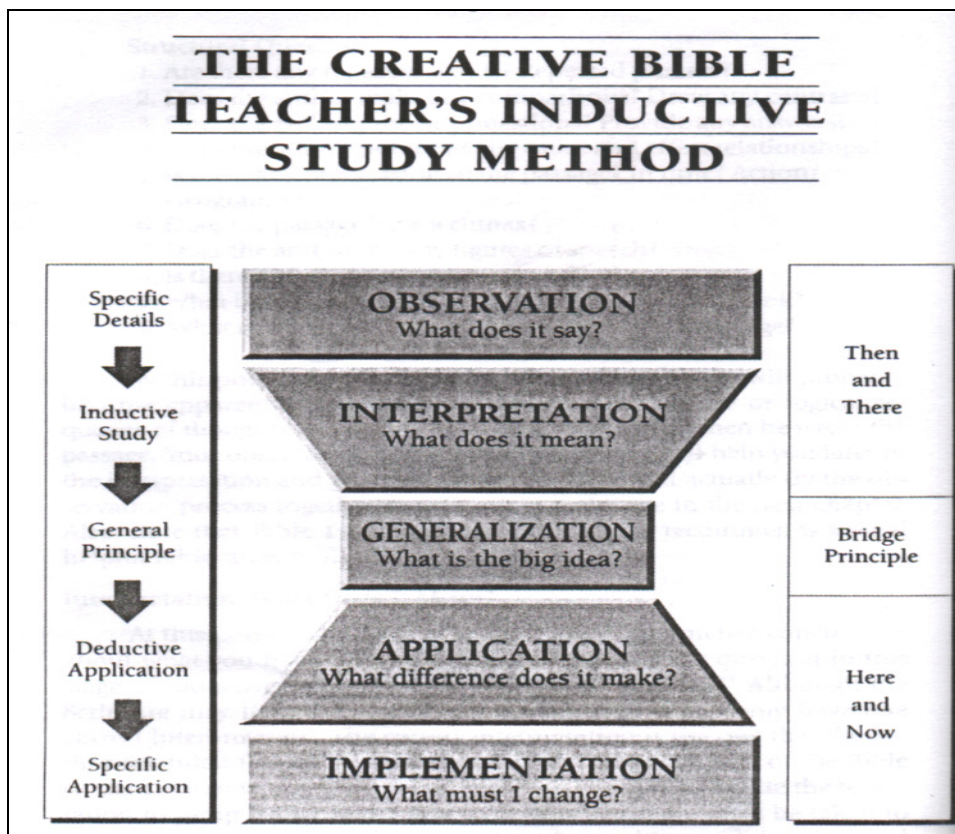 THE CREATIVE BIBLE
TEACHER'S INDUCTIVE
STUDY METHOD
Specific
Details
Inductive
Study
General
Principle
Deductive
Application
Specific
Application
OBSERVATION
What does it say?
INTERPRETATION
What does it mean?
GENERALIZATION
What is the big idea?
APPLICATION
What difference does it make?
IMPLEMENTATION
What must I change?
Then
and
There
Bridge
Principle
Here
and
Now